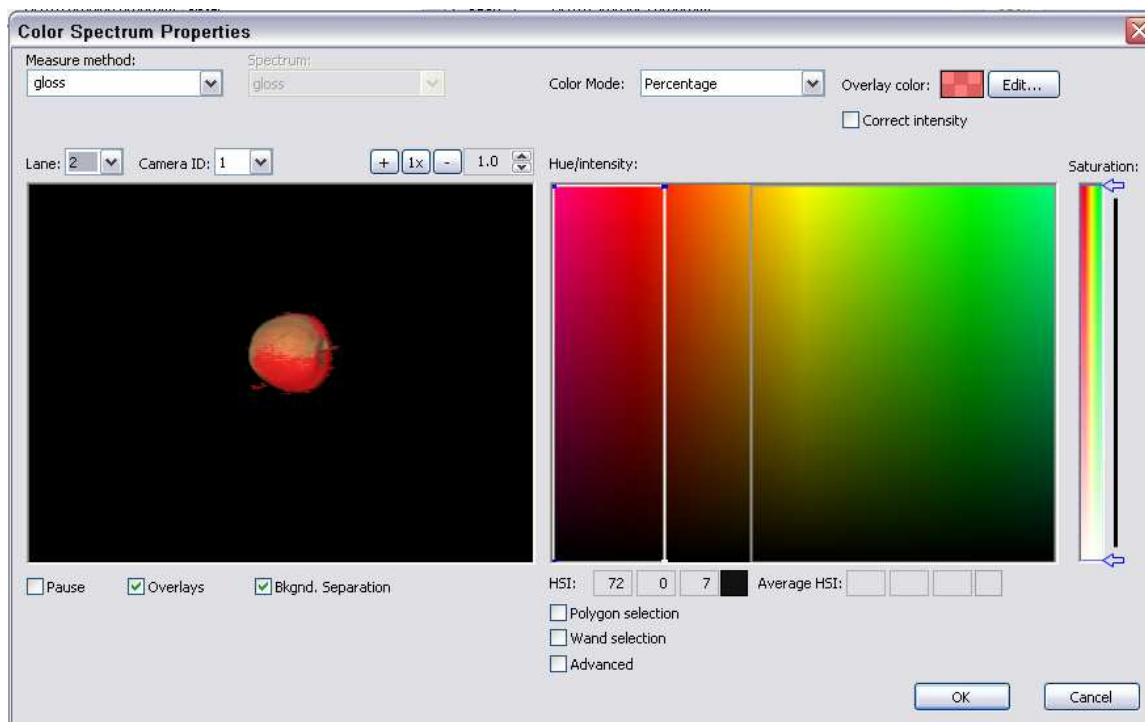 Color Spectrum Properties
Measure method:
Spectrum:
gloss
gloss
Color Mode:
Percentage
Overlay color:
Edit...
Correct intensity
Lane:
2
Camera ID:
1
+
1x
-
1.0
Hue/intensity:
Saturation:
Pause
Overlays
Bkgnd. Separation
HSI:
72
0
7
Average HSI:
Polygon selection
Wand selection
Advanced
OK
Cancel